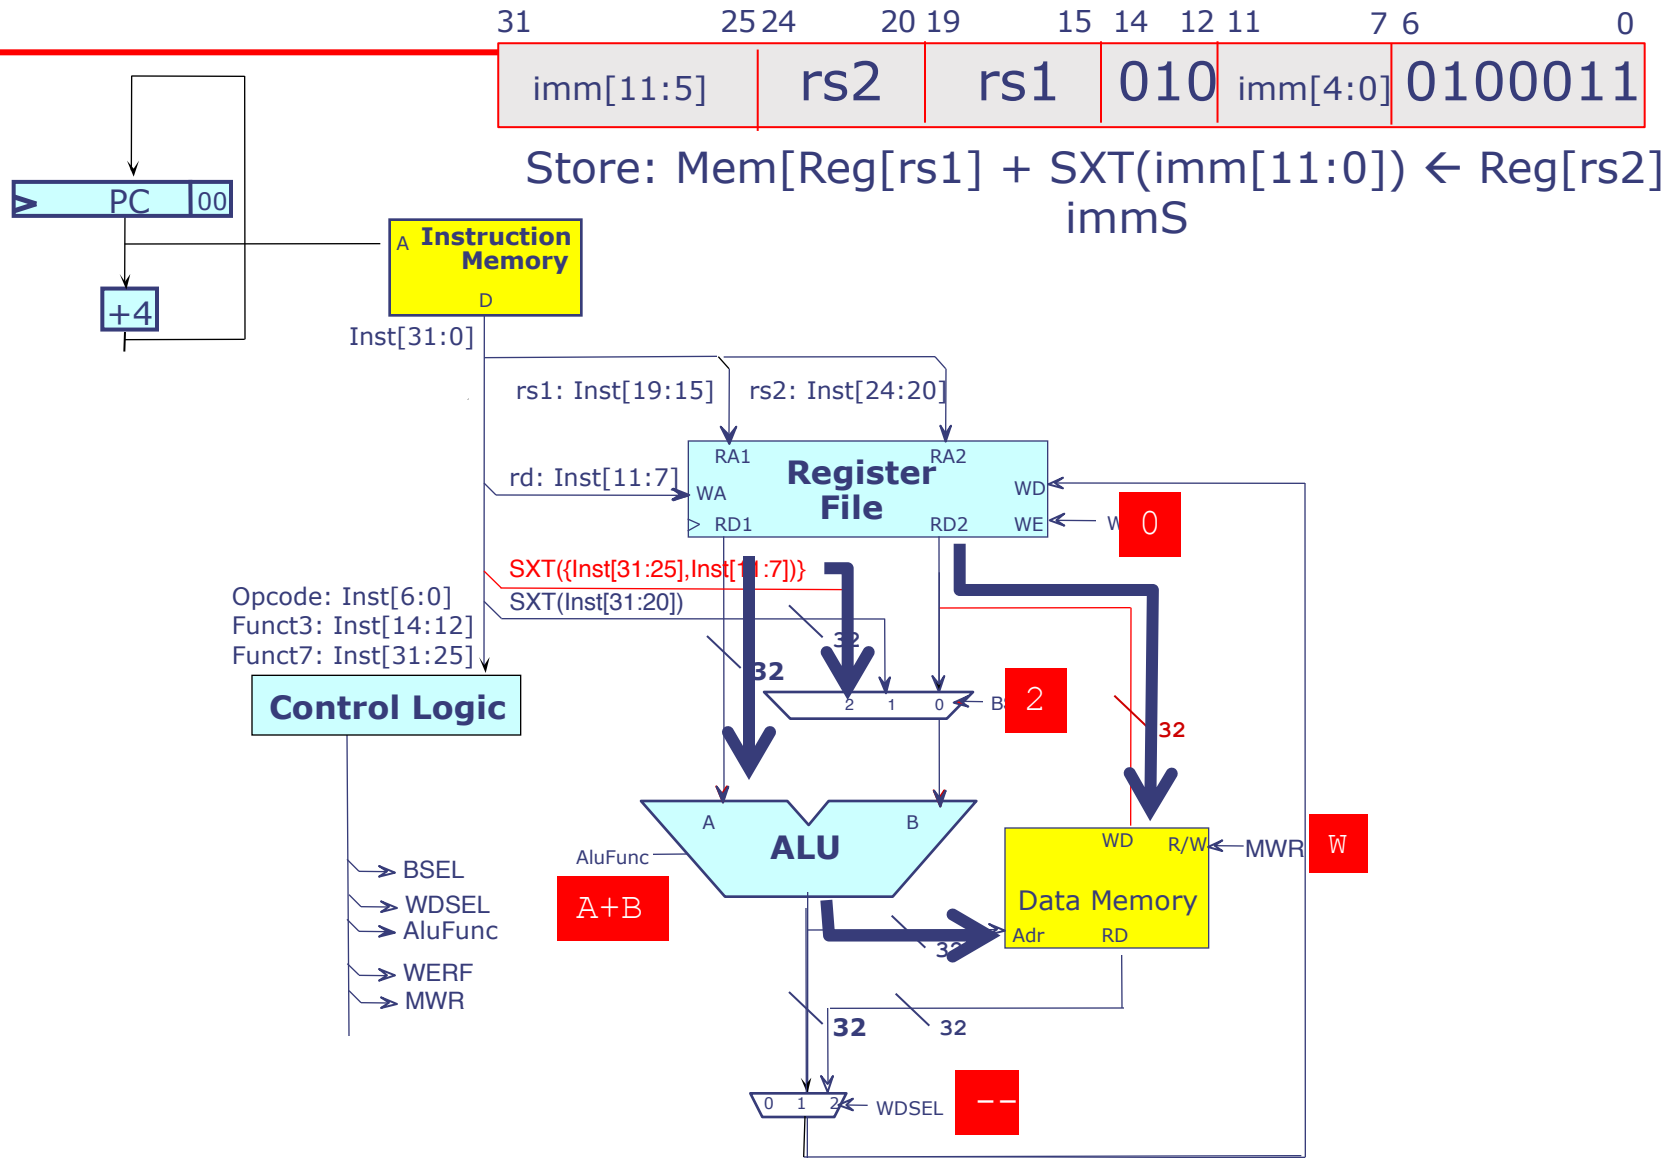 31 25 24 20 19 15 14 12 11 7 6 0
imm[11:5] rs2 rs1 010 imm[4:0] 0100011
Store: Mem[Reg[rs1] + SXT(imm[11:0]) ← Reg[rs2]
immS
PC 00
+4
A Instruction
Memory
D
Inst[31:0]
rs1: Inst[19:15] rs2: Inst[24:20]
RA1 RA2
rd: Inst[11:7]
WA Register WD
File
> RD1 RD2 WE
0
SXT({Inst[31:25],Inst[11:7])}
SXT(Inst[31:20])
32
32
Opcode: Inst[6:0]
Funct3: Inst[14:12]
Funct7: Inst[31:25]
Control Logic
2 1 0
2
32
A B
ALU
AluFunc
A+B
WD R/W
MWR W
Data Memory
Adr RD
32
BSEL
WDSEL
AluFunc
WERF
MWR
32
32
0 1 2
WDSEL --